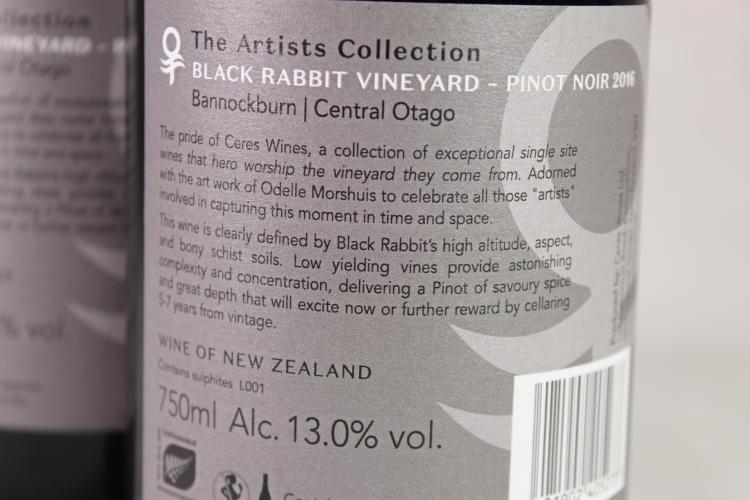 The Artists Collection
BLACK RABBIT VINEYARD – PINOT NOIR 2016
Bannockburn | Central Otago
The pride of Ceres Wines, a collection of exceptional single site
wines that hero worship the vineyard they come from. Adorned
with the art work of Odelle Morshuis to celebrate all those "artists"
involved in capturing this moment in time and space.
This wine is clearly defined by Black Rabbit's high altitude, aspect,
and bony schist soils. Low yielding vines provide astonishing
complexity and concentration, delivering a Pinot of savoury spice
and great depth that will excite now or further reward by cellaring
5-7 years from vintage.
WINE OF NEW ZEALAND
Contains sulphites L001
750ml Alc. 13.0% vol.
SUSTAINABLE
ollection
VINEYARD – P
Otago
% vol